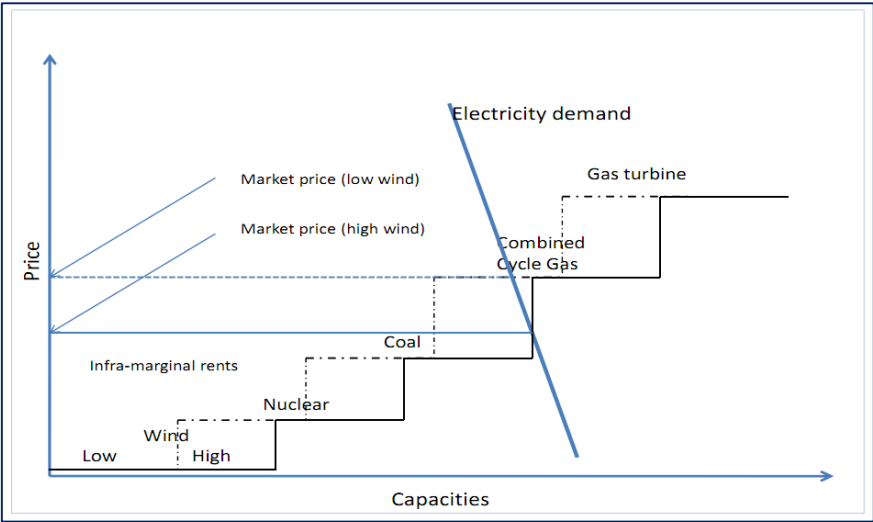 Electricity demand
Gas turbine
Market price (low wind)
Market price (high wind)
Combined
Cycle Gas
Price
Coal
Infra-marginal rents
Nuclear
Wind
Low
High
Capacities